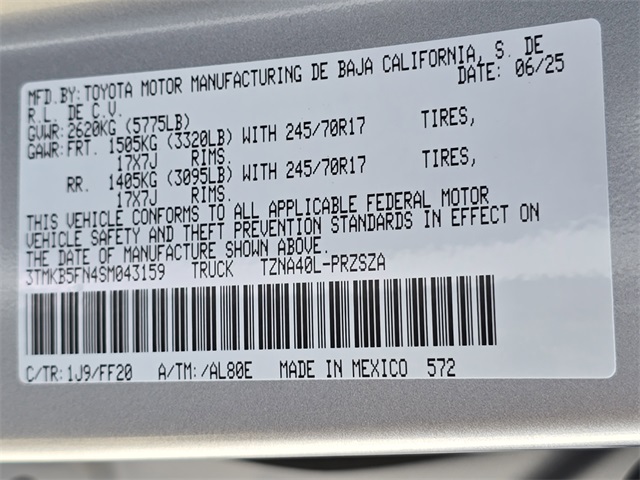 MFD.BY:TOYOTA MOTOR MANUFACTURING DE BAJA CALIFORNIA, S. DE
R.L. DE C.V. DATE: 06/25
GVWR:2620KG (5775LB)
GAWR:FRT. 1505KG (3320LB) WITH 245/70R17 TIRES,
17X7J RIMS.
RR. 1405KG (3095LB) WITH 245/70R17 TIRES,
17X7J RIMS.
THIS VEHICLE CONFORMS TO ALL APPLICABLE FEDERAL MOTOR
VEHICLE SAFETY AND THEFT PREVENTION STANDARDS IN EFFECT ON
THE DATE OF MANUFACTURE SHOWN ABOVE.
3TMKB5FN4SM043159 TRUCK TZNA40L-PRZSZA
C/TR:1J9/FF20 A/TM:/AL80E MADE IN MEXICO 572